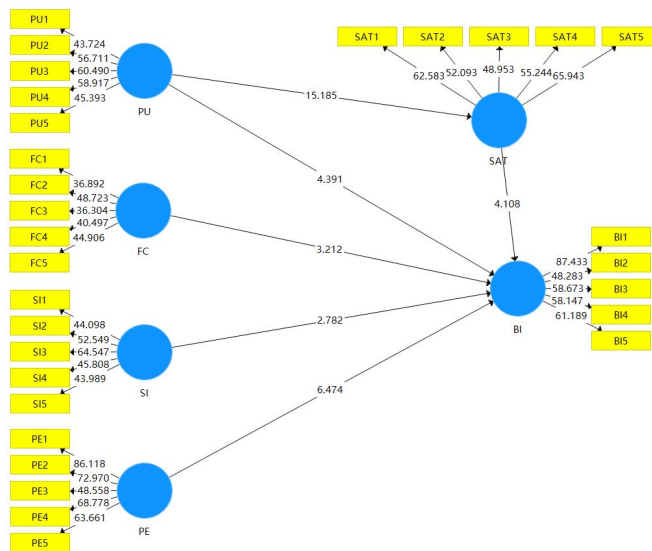 PU1
PU2
PU3
PU4
PU5
43.724
56.711
60.490
58.917
45.393
PU
SAT1
SAT2
SAT3
SAT4
SAT5
62.583
52.093
48.953
55.244
65.943
SAT
15.185
4.391
4.108
FC1
FC2
FC3
FC4
FC5
36.892
48.723
36.304
40.497
44.906
FC
3.212
BI1
BI2
BI3
BI4
BI5
87.433
48.283
58.673
58.147
61.189
BI
SI1
SI2
SI3
SI4
SI5
44.098
52.549
64.547
45.808
43.989
SI
2.782
6.474
PE1
PE2
PE3
PE4
PE5
86.118
72.970
48.558
68.778
63.661
PE